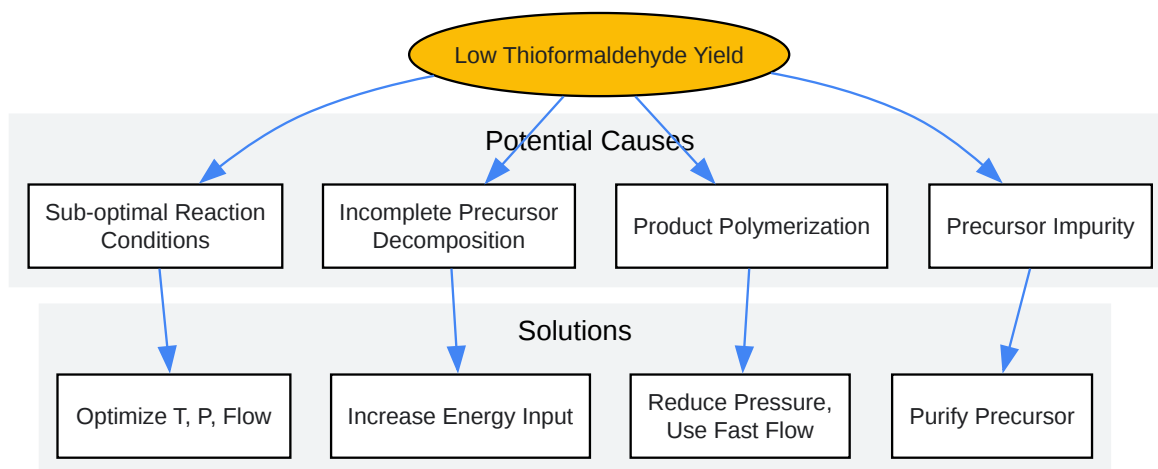 Low Thioformaldehyde Yield
Potential Causes
Sub-optimal Reaction
Conditions
Incomplete Precursor
Decomposition
Product Polymerization
Precursor Impurity
Solutions
Optimize T, P, Flow
Increase Energy Input
Reduce Pressure,
Use Fast Flow
Purify Precursor